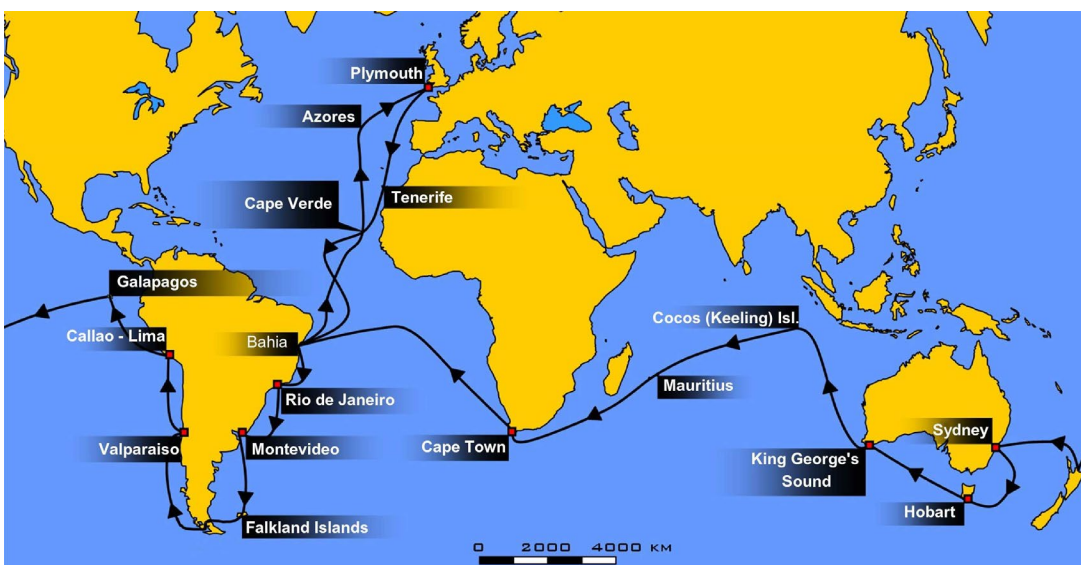 Plymouth
Azores
Tenerife
Cape Verde
Galapagos
Callao - Lima
Bahia
Cocos (Keeling) Isl.
Mauritius
Rio de Janeiro
Valparaiso
Montevideo
Cape Town
Sydney
King George's
Sound
Hobart
Falkland Islands
0 2000 4000 KM